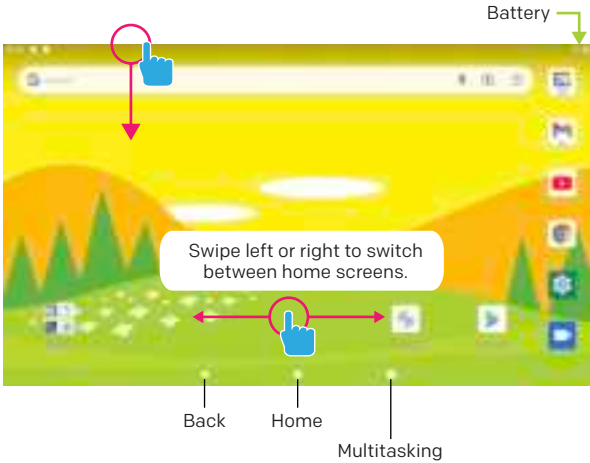 Battery
Swipe left or right to switch
between home screens.
Back
Home
Multitasking